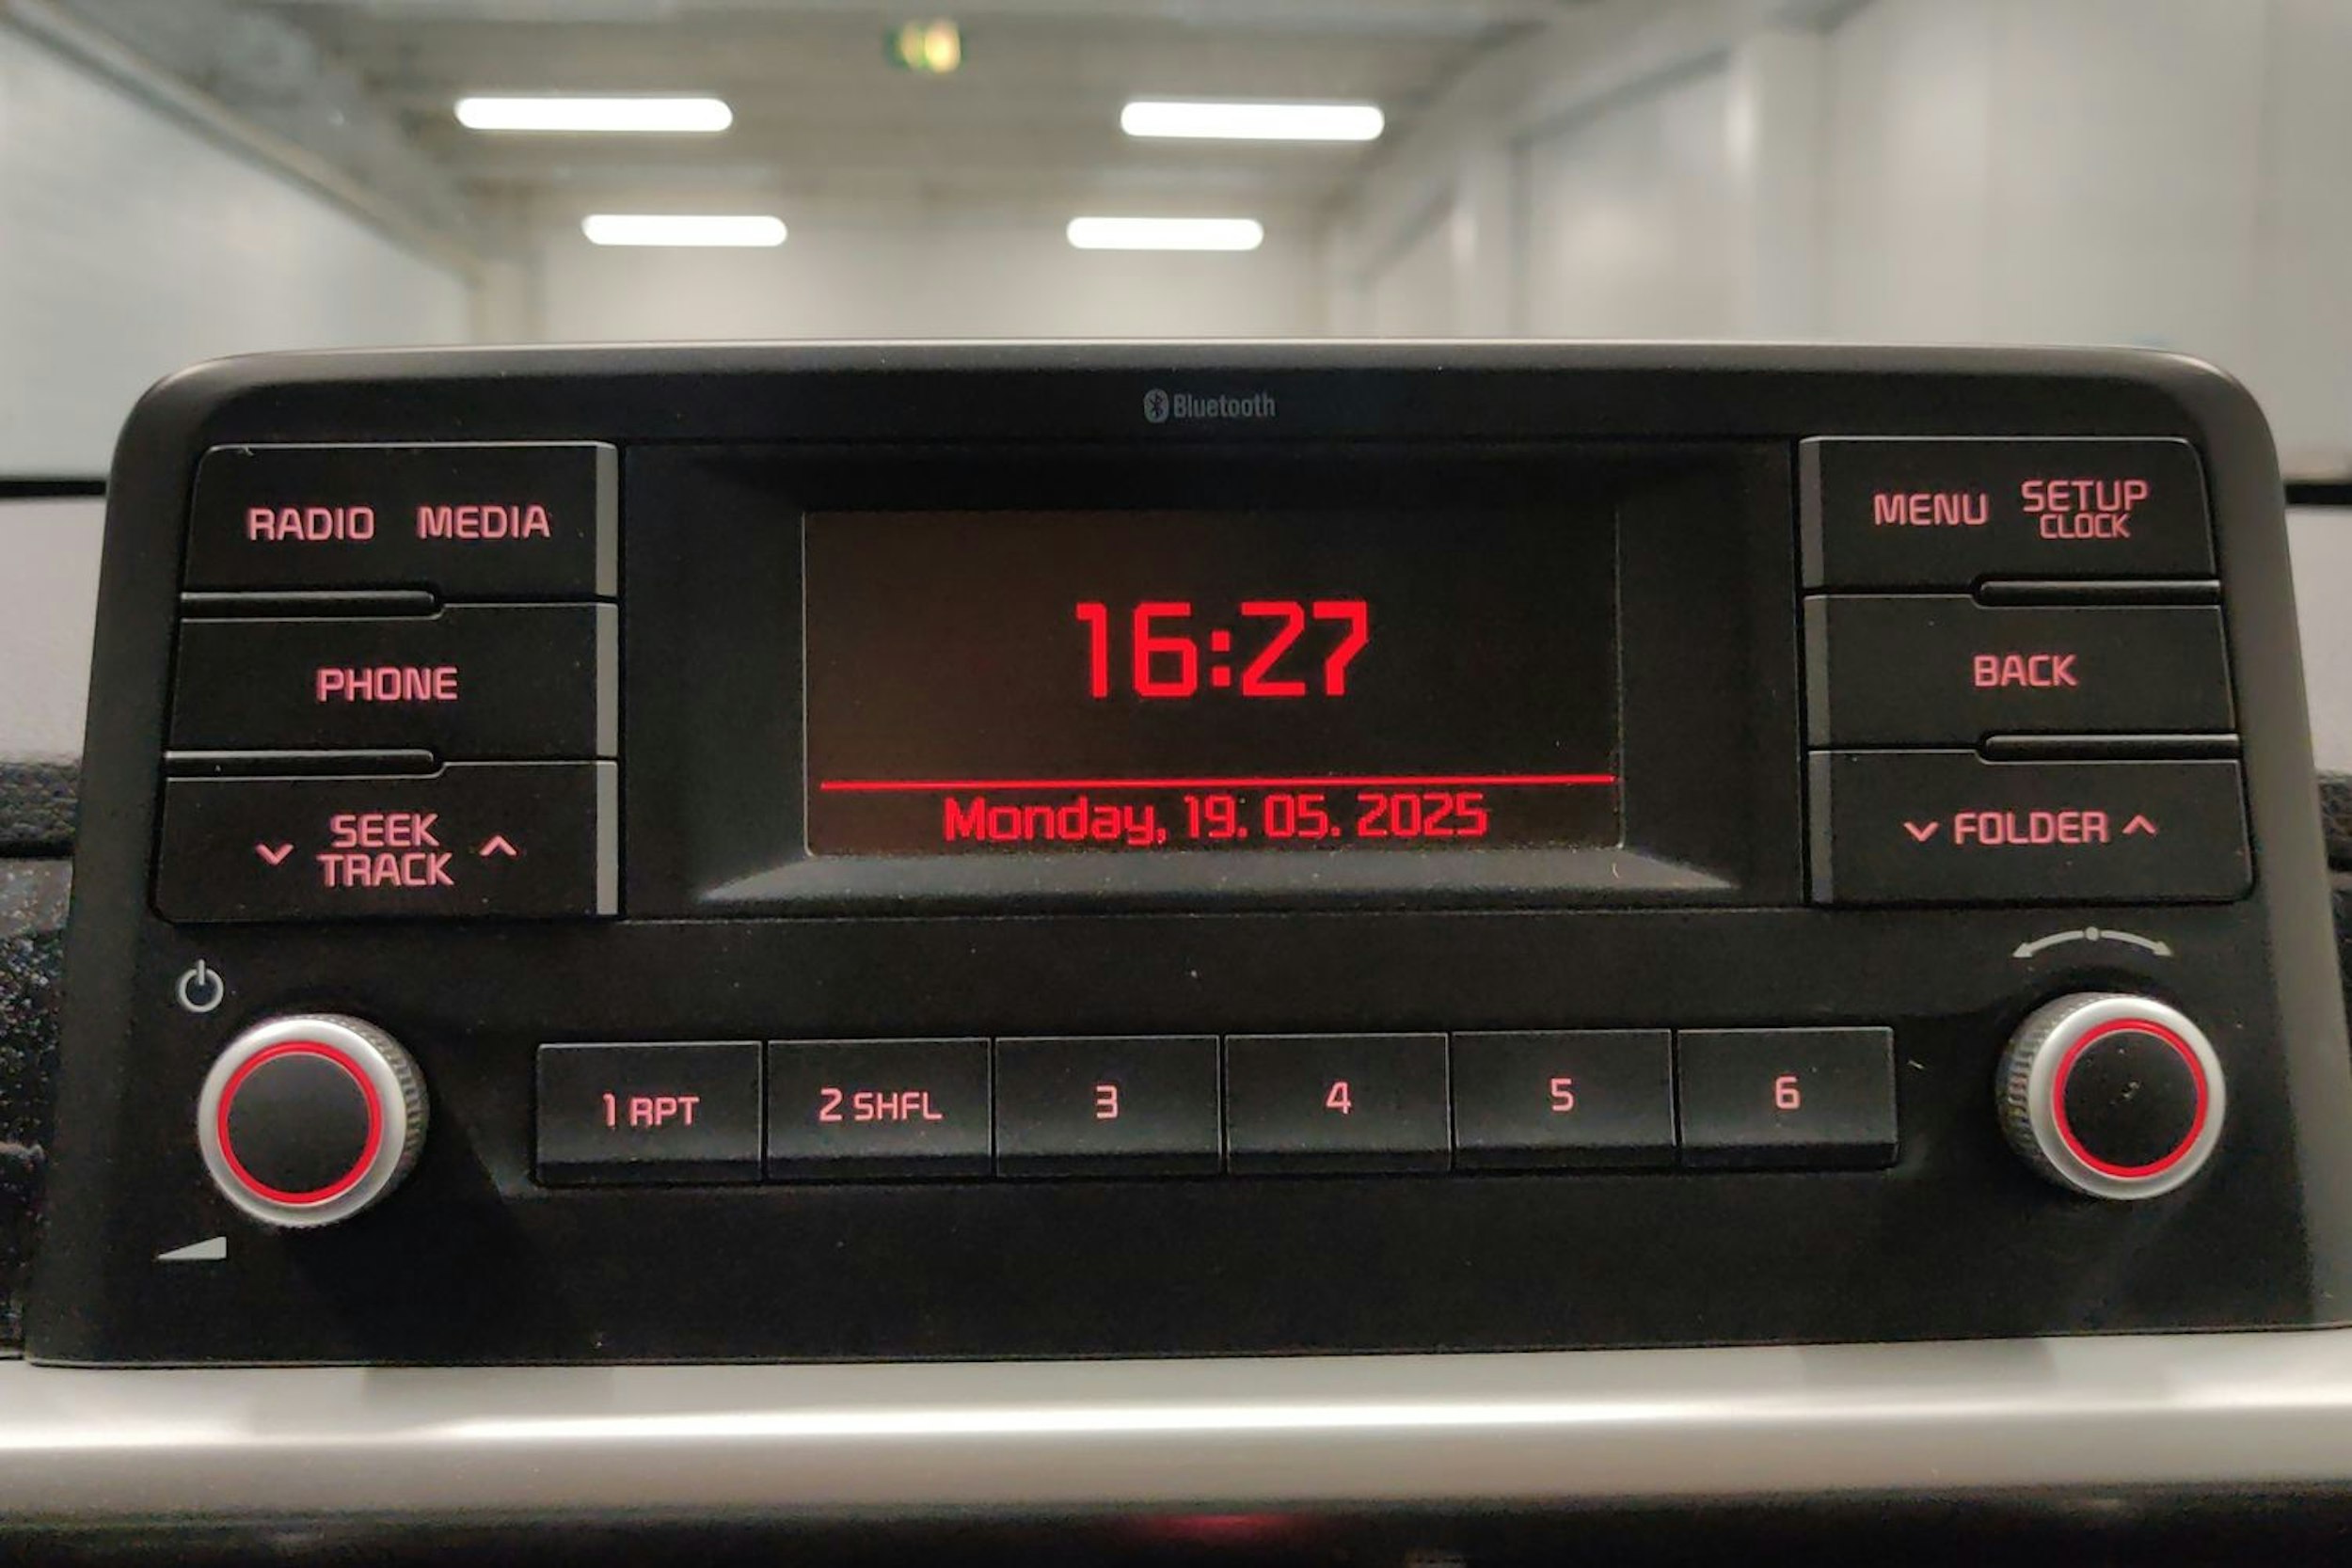 Bluetooth
RADIO MEDIA
MENU SETUP
CLOCK
16:27
PHONE
BACK
Monday, 19. 05. 2025
SEEK
TRACK
FOLDER
1 RPT
2 SHFL
3
4
5
6